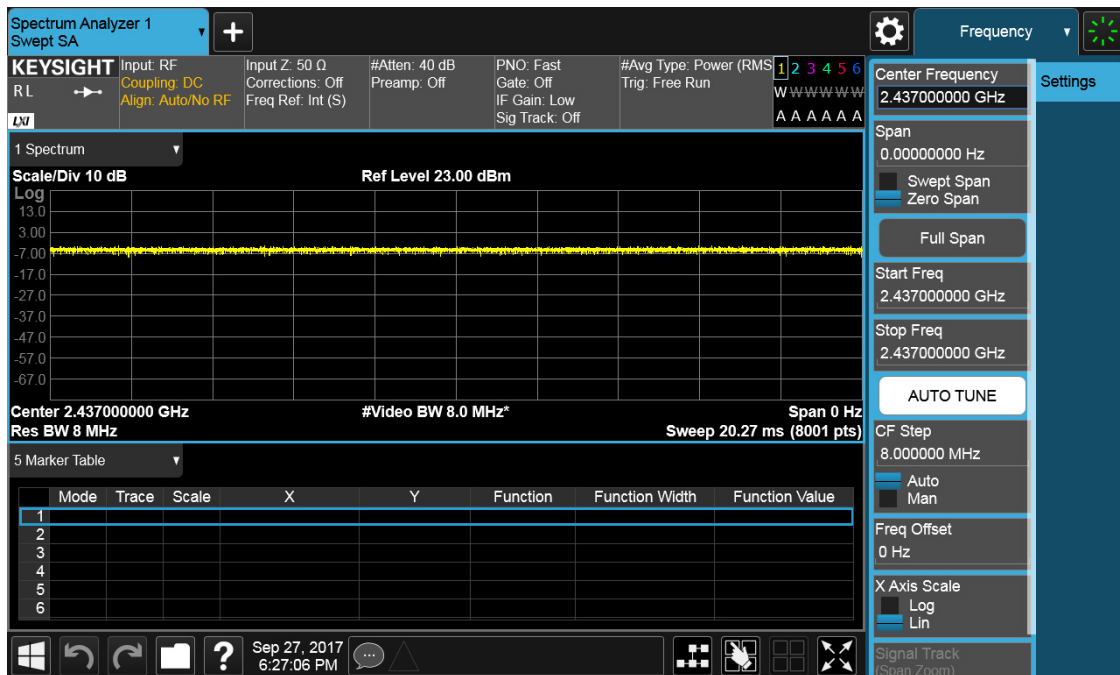 Spectrum Analyzer 1
Swept SA
+
Frequency
KEYSIGHT
RL
LXI
Input: RF
Coupling: DC
Align: Auto/No RF
Input Z: 50 Ω
Corrections: Off
Freq Ref: Int (S)
#Atten: 40 dB
Preamp: Off
PNO: Fast
Gate: Off
IF Gain: Low
Sig Track: Off
#Avg Type: Power (RMS
Trig: Free Run
1 2 3 4 5 6
W W W W W W
A A A A A A
1 Spectrum
Scale/Div 10 dB
Ref Level 23.00 dBm
Log
13.0
3.00
-7.00
-17.0
-27.0
-37.0
-47.0
-57.0
-67.0
Center 2.437000000 GHz
#Video BW 8.0 MHz*
Span 0 Hz
Res BW 8 MHz
Sweep 20.27 ms (8001 pts)
5 Marker Table
Mode Trace Scale X Y Function Function Width Function Value
1
2
3
4
5
6
?
Sep 27, 2017
6:27:06 PM
Center Frequency
2.437000000 GHz
Span
0.00000000 Hz
Swept Span
Zero Span
Full Span
Start Freq
2.437000000 GHz
Stop Freq
2.437000000 GHz
AUTO TUNE
CF Step
8.000000 MHz
Auto
Man
Freq Offset
0 Hz
X Axis Scale
Log
Lin
Signal Track
(Span Zoom)
Settings